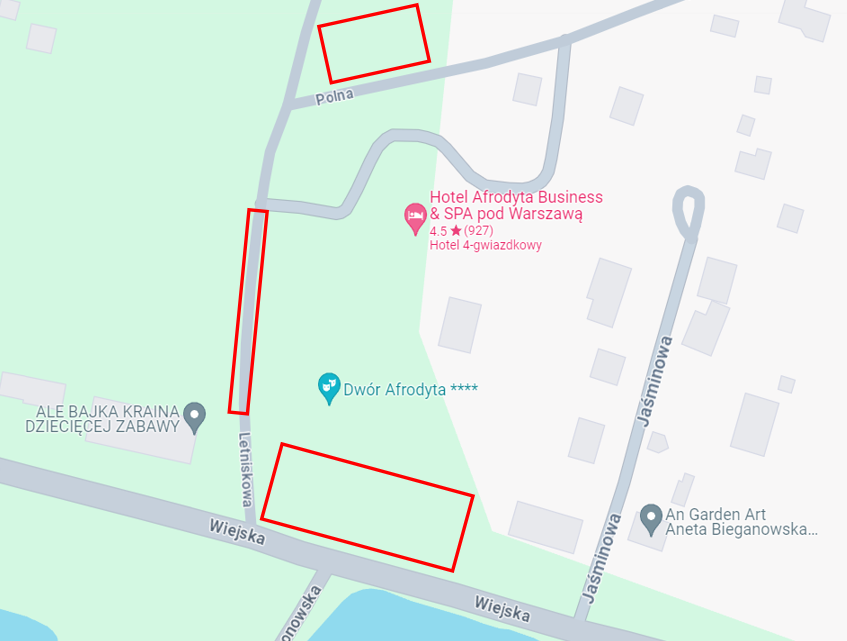 Polna
Hotel Afrodyta Business
& SPA pod Warszawą
4.5 ★ (927)
Hotel 4-gwiazdkowy
Jaśminowa
Dwór Afrodyta ****
ALE BAJKA KRAINA
DZIECIĘCEJ ZABAWY
Letniskowa
Wiejska
An Garden Art
Aneta Bieganowska...
Jaśminowa
onowska
Wiejska